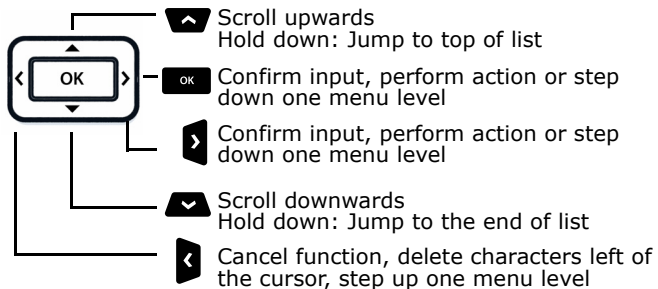 Scroll upwards
Hold down: Jump to top of list
OK
OK
Confirm input, perform action or step
down one menu level
Confirm input, perform action or step
down one menu level
Scroll downwards
Hold down: Jump to the end of list
Cancel function, delete characters left of
the cursor, step up one menu level